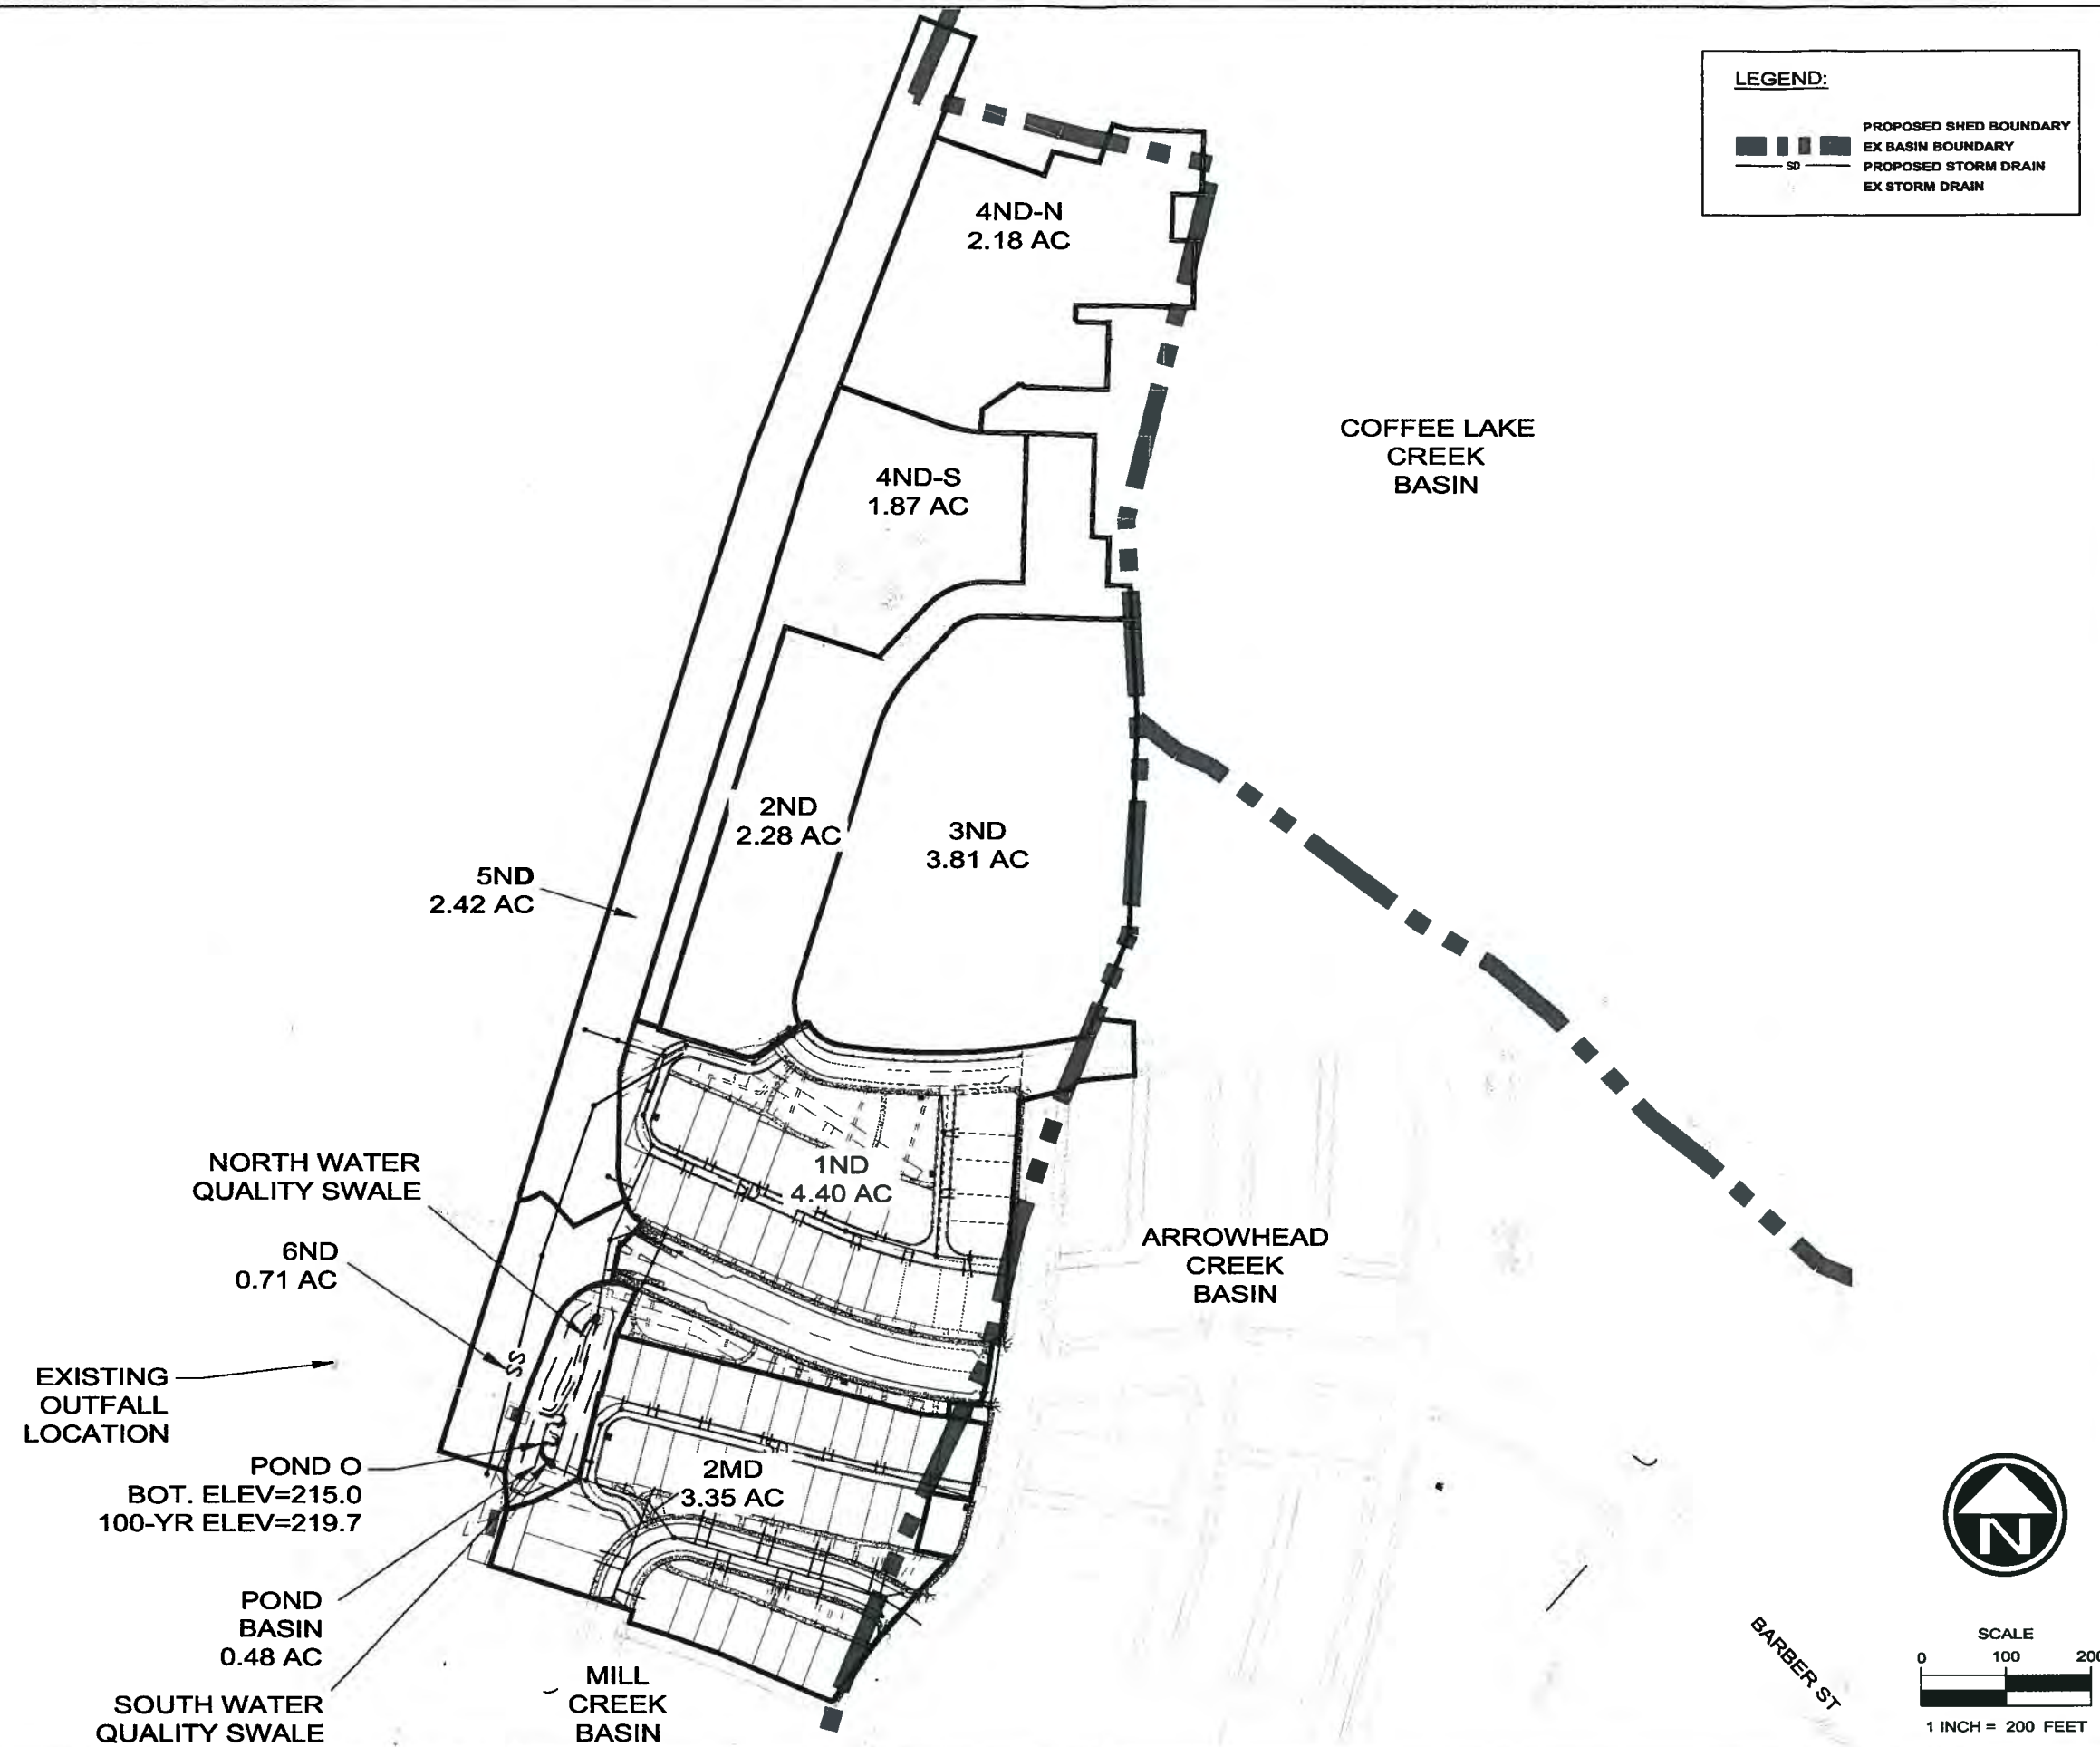 LEGEND:
PROPOSED SHED BOUNDARY
EX BASIN BOUNDARY
SD PROPOSED STORM DRAIN
EX STORM DRAIN
4ND-N
2.18 AC
COFFEE LAKE
CREEK
BASIN
4ND-S
1.87 AC
2ND
2.28 AC
3ND
3.81 AC
5ND
2.42 AC
NORTH WATER
QUALITY SWALE
1ND
4.40 AC
SD
6ND
0.71 AC
ARROWHEAD
CREEK
BASIN
SS
EXISTING
OUTFALL
LOCATION
POND O
BOT. ELEV=215.0
100-YR ELEV=219.7
2MD
3.35 AC
N
POND
BASIN
0.48 AC
SOUTH WATER
QUALITY SWALE
MILL
CREEK
BASIN
BARBER ST
SCALE
0 100 200
1 INCH = 200 FEET